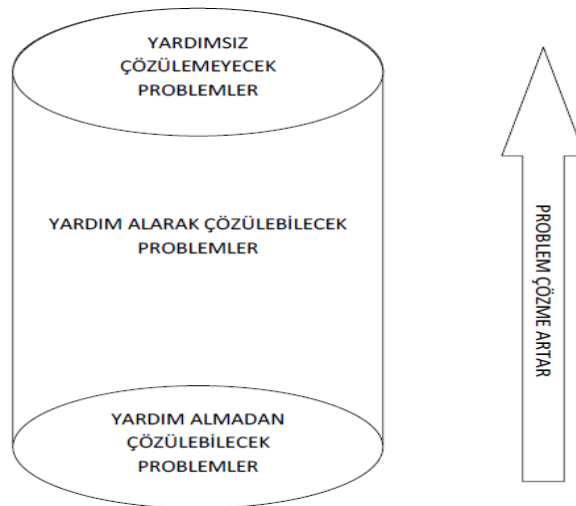 YARDIMSIZ
ÇÖZÜLEMEYECEK
PROBLEMLER
YARDIM ALARAK ÇÖZÜLEBİLECEK
PROBLEMLER
YARDIM ALMADAN
ÇÖZÜLEBİLECEK
PROBLEMLER
PROBLEM ÇÖZME ARTAR